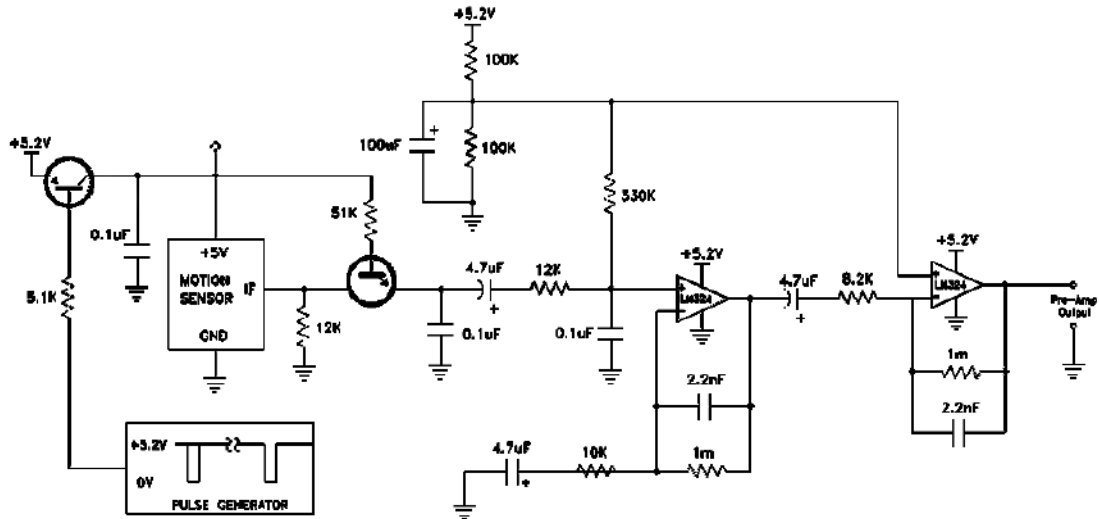 +5.2V
100K
+5.2V
100uF
+
100K
330K
51K
0.1uF
+5V
MOTION
SENSOR
IF
GND
5.1K
4.7uF
+
12K
+5.2V
+
LM324
-
4.7uF
+
8.2K
+5.2V
+
LM324
-
Pre-Amp
Output
12K
0.1uF
0.1uF
1m
2.2nF
2.2nF
4.7uF
+
10K
1m
+5.2V
0V
PULSE GENERATOR